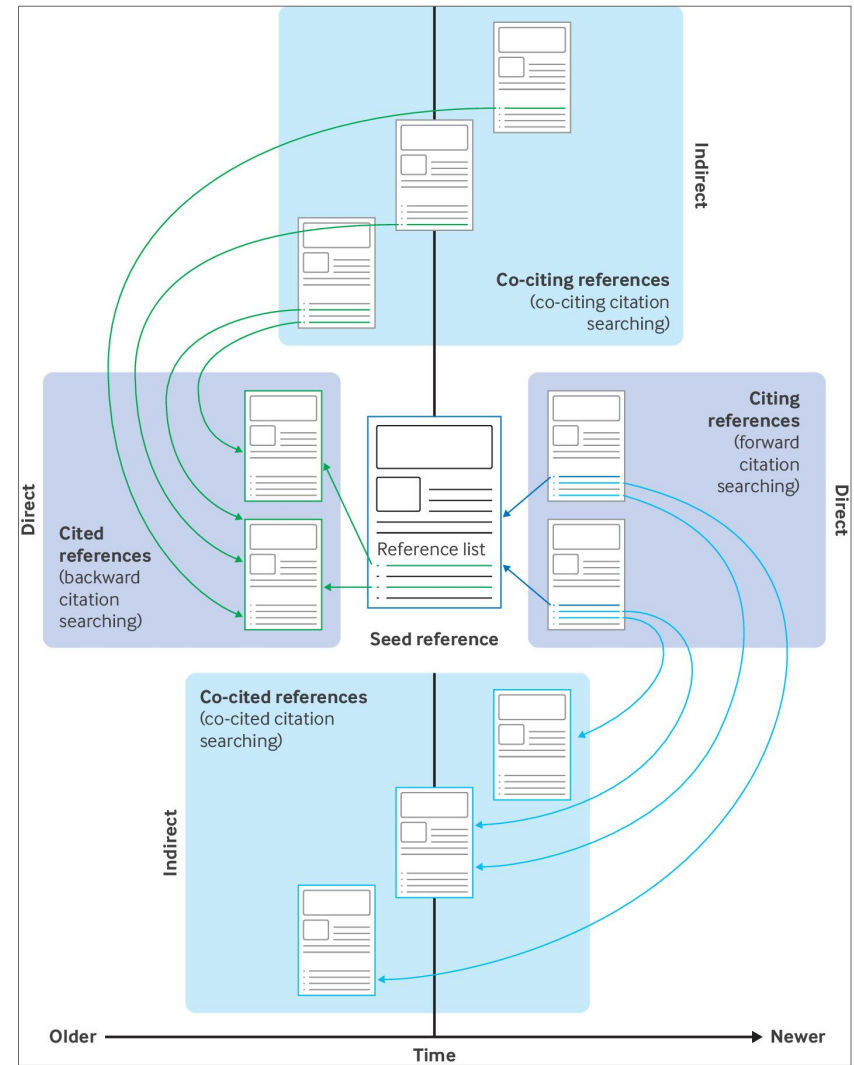 Indirect
Co-citing references
(co-citing citation
searching)
Direct
Cited
references
(backward
citation
searching)
Reference list
Seed reference
Citing
references
(forward
citation
searching)
Direct
Co-cited references
(co-cited citation
searching)
Indirect
Older
Time
Newer